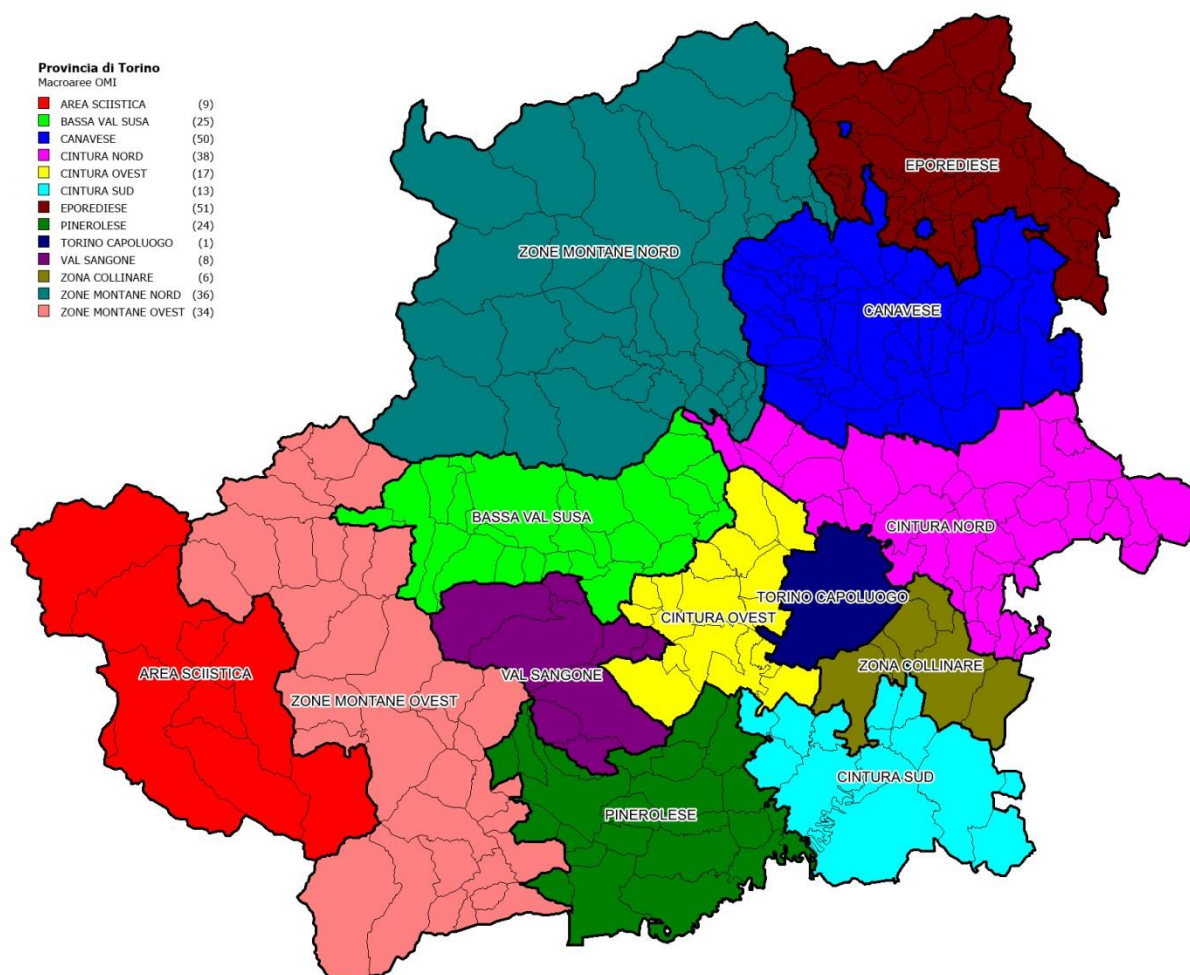 Provincia di Torino
Macroaree OMI
AREA SCIISTICA (9)
BASSA VAL SUSA (25)
CANAVESE (50)
CINTURA NORD (38)
CINTURA OVEST (17)
CINTURA SUD (13)
EPOREDIESE (51)
PINEROLESE (24)
TORINO CAPOLUOGO (1)
VAL SANGONE (8)
ZONA COLLINARE (6)
ZONE MONTANE NORD (36)
ZONE MONTANE OVEST (34)
EPOREDIESE
ZONE MONTANE NORD
CANAVESE
BASSA VAL SUSA
CINTURA NORD
TORINO CAPOLUOGO
CINTURA OVEST
ZONA COLLINARE
AREA SCIISTICA
VAL SANGONE
ZONE MONTANE OVEST
CINTURA SUD
PINEROLESE